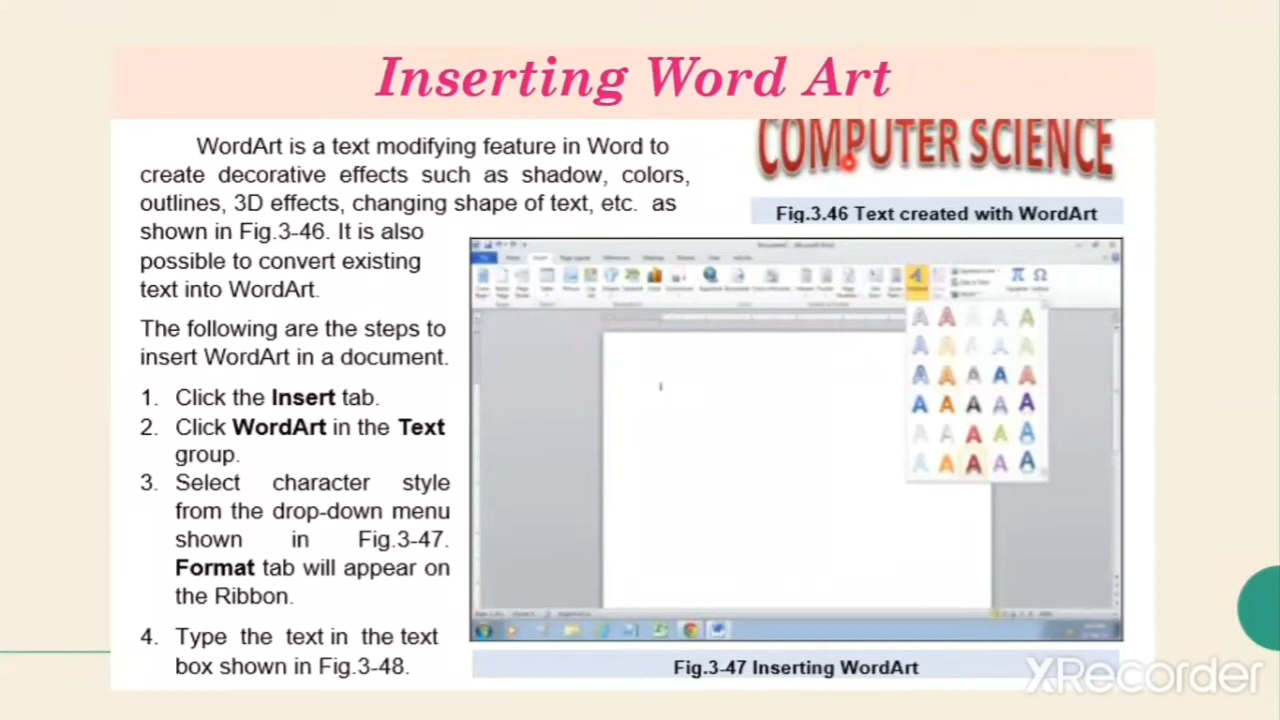 Inserting Word Art
WordArt is a text modifying feature in Word to
create decorative effects such as shadow, colors,
outlines, 3D effects, changing shape of text, etc. as
shown in Fig.3-46. It is also
possible to convert existing
text into WordArt.
The following are the steps to
insert WordArt in a document.
1. Click the Insert tab.
2. Click WordArt in the Text
group.
3. Select character style
from the drop-down menu
shown in Fig.3-47.
Format tab will appear on
the Ribbon.
4. Type the text in the text
box shown in Fig.3-48.
COMPUTER SCIENCE
Fig.3.46 Text created with WordArt
Fig.3-47 Inserting WordArt
XRecorder